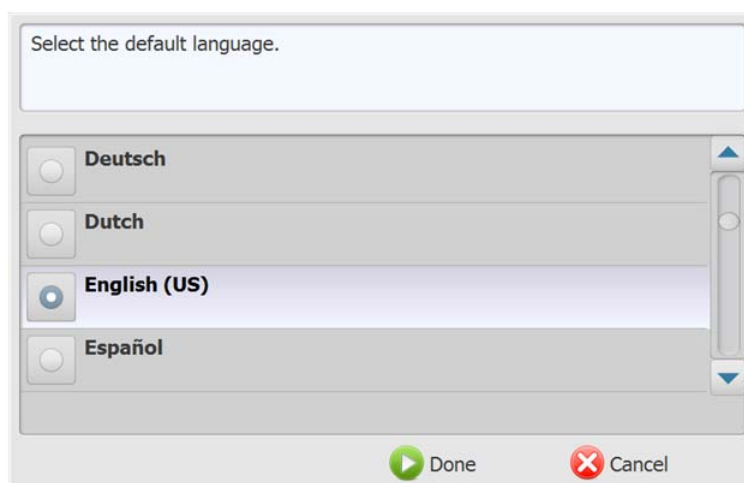 Select the default language.
Deutsch
Dutch
English (US)
Español
Done
Cancel